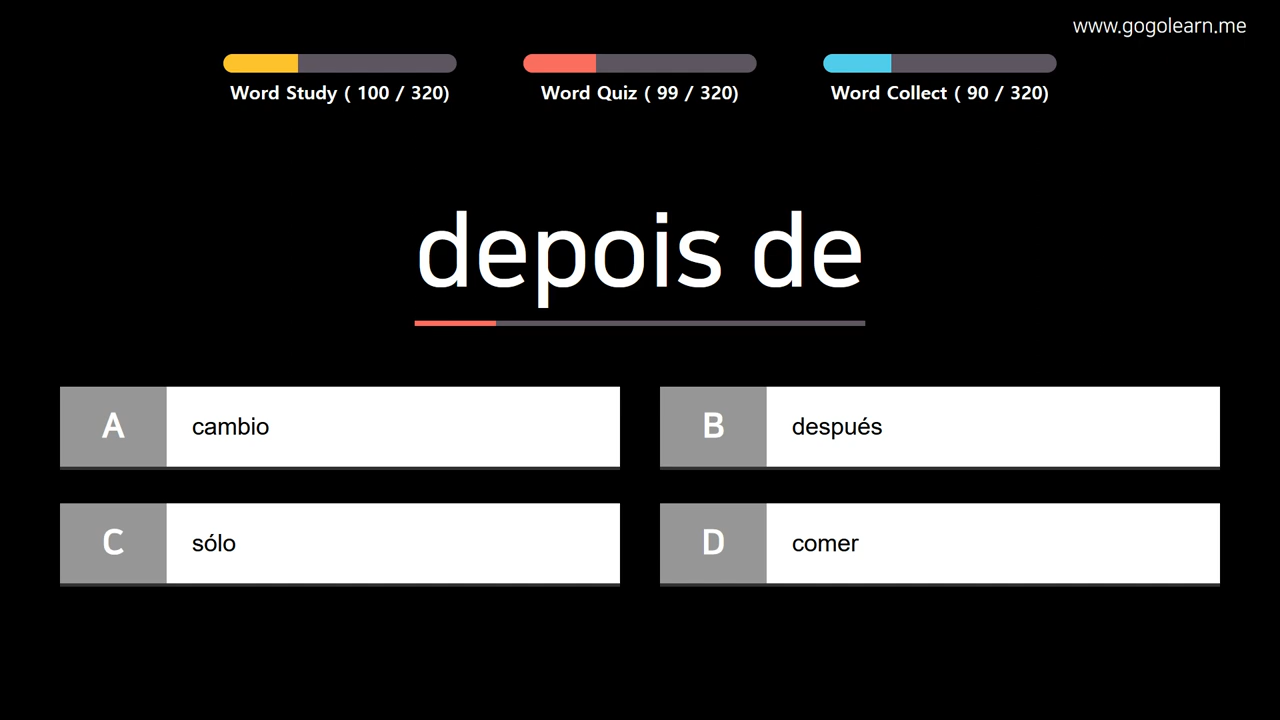 www.gogolearn.me
Word Study ( 100 / 320)
Word Quiz ( 99 / 320)
Word Collect ( 90 / 320)
depois de
A cambio
B después
C sólo
D comer